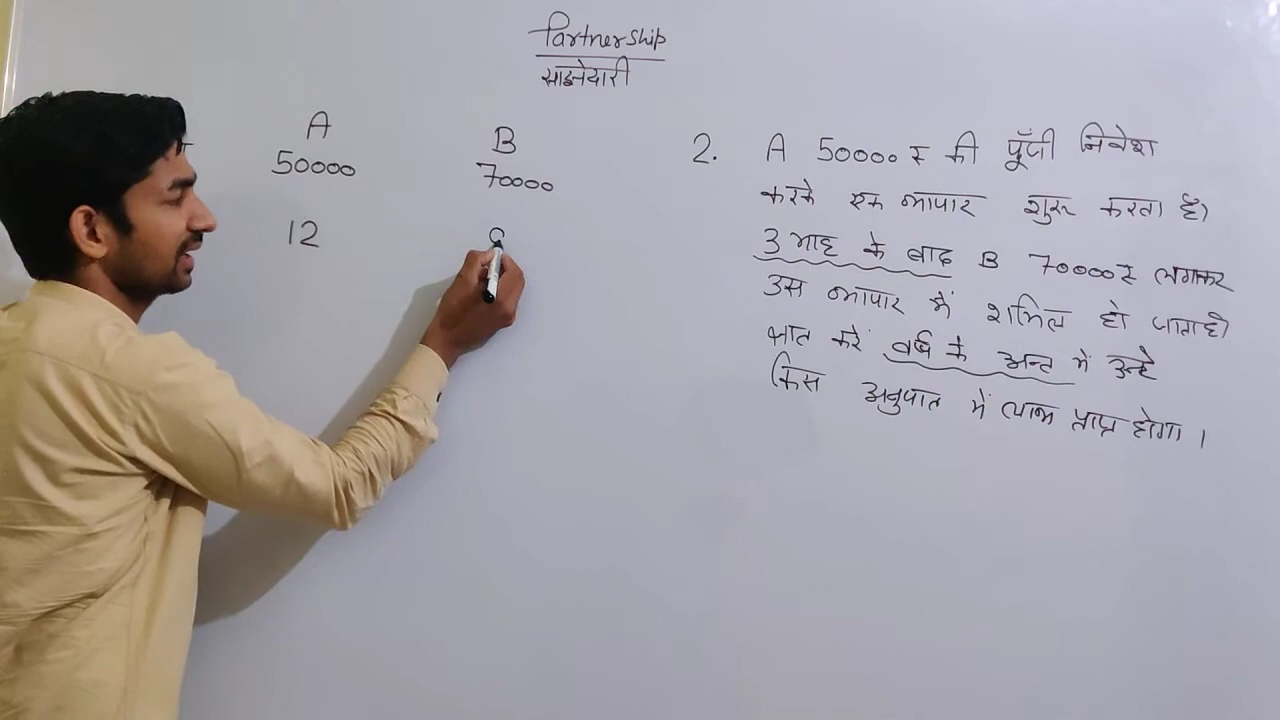 Partnership
साझेदारी
A B
50000 70000
12
2. A 50000 ₹ की पूँजी निवेश
करके एक व्यापार शुरू करता है।
3 माह के बाद B 70000 ₹ लगाकर
उस व्यापार में शामिल हो जाता है।
ज्ञात करें वर्ष के अन्त में उन्हे
किस अनुपात में लाभ प्राप्त होगा ।